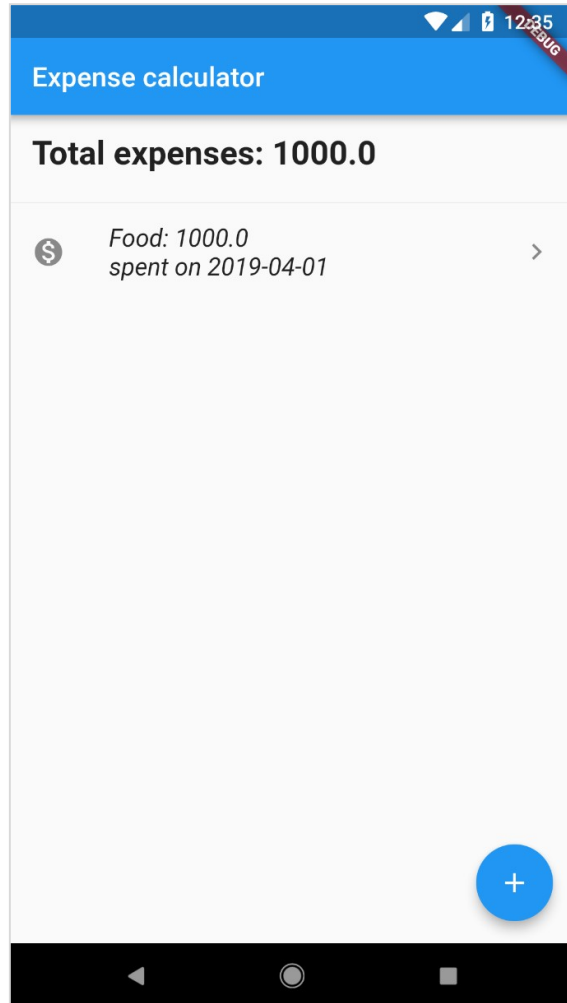 12:35
DEBUG
Expense calculator
Total expenses: 1000.0
Food: 1000.0
spent on 2019-04-01